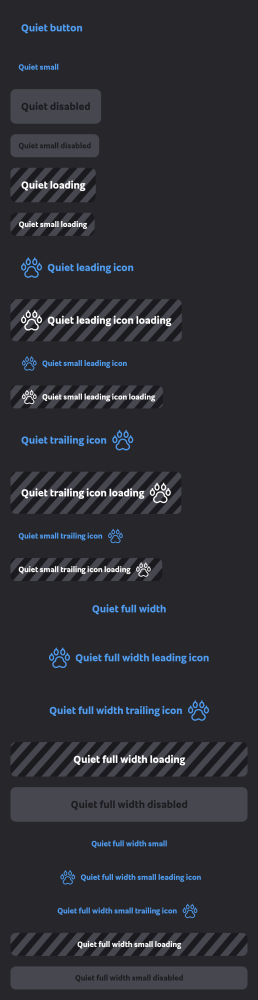 Quiet button
Quiet small
Quiet disabled
Quiet small disabled
Quiet loading
Quiet small loading
Quiet leading icon
Quiet leading icon loading
Quiet small leading icon
Quiet small leading icon loading
Quiet trailing icon
Quiet trailing icon loading
Quiet small trailing icon
Quiet small trailing icon loading
Quiet full width
Quiet full width leading icon
Quiet full width trailing icon
Quiet full width loading
Quiet full width disabled
Quiet full width small
Quiet full width small leading icon
Quiet full width small trailing icon
Quiet full width small loading
Quiet full width small disabled